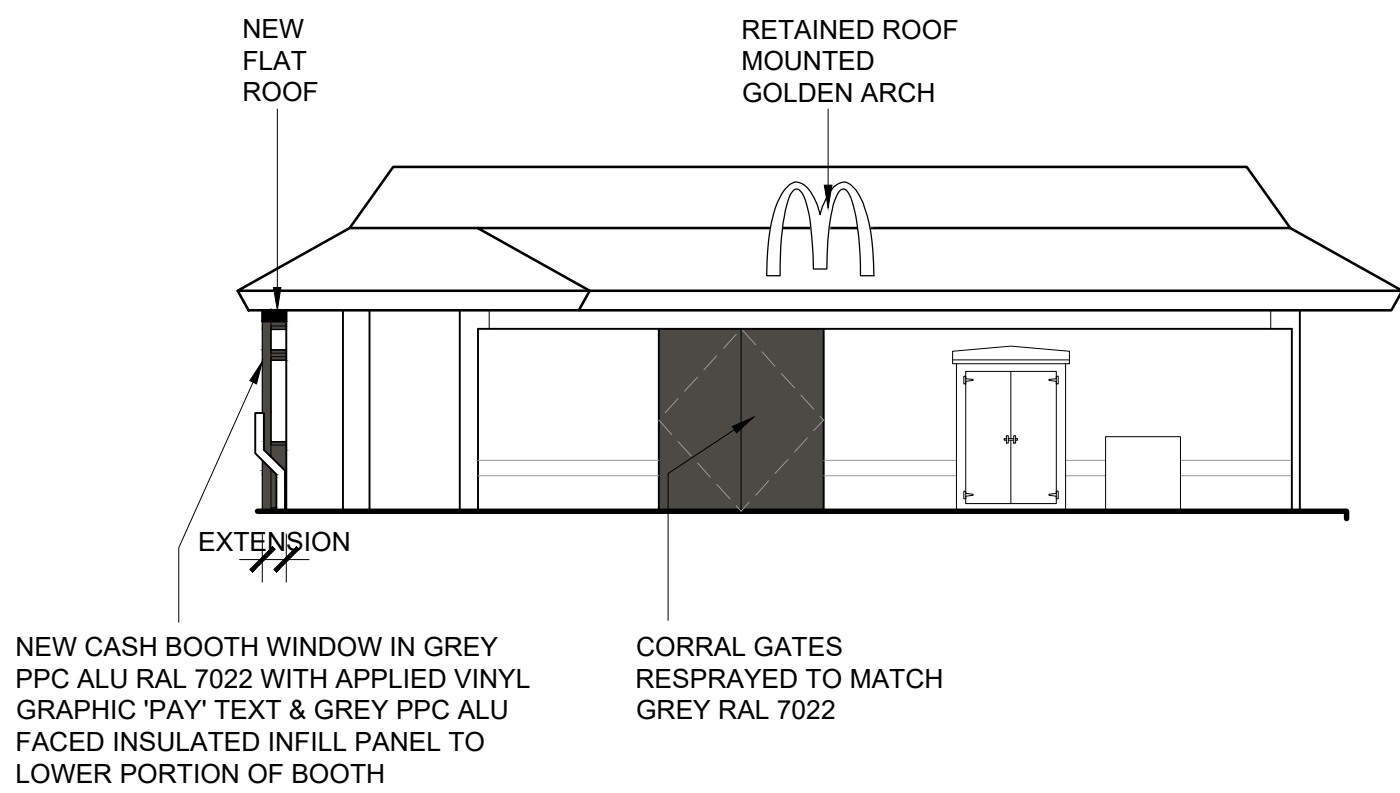 NEW
FLAT
ROOF
RETAINED ROOF
MOUNTED
GOLDEN ARCH
EXTENSION
NEW CASH BOOTH WINDOW IN GREY
PPC ALU RAL 7022 WITH APPLIED VINYL
GRAPHIC 'PAY' TEXT & GREY PPC ALU
FACED INSULATED INFILL PANEL TO
LOWER PORTION OF BOOTH
CORRAL GATES
RESPRAYED TO MATCH
GREY RAL 7022